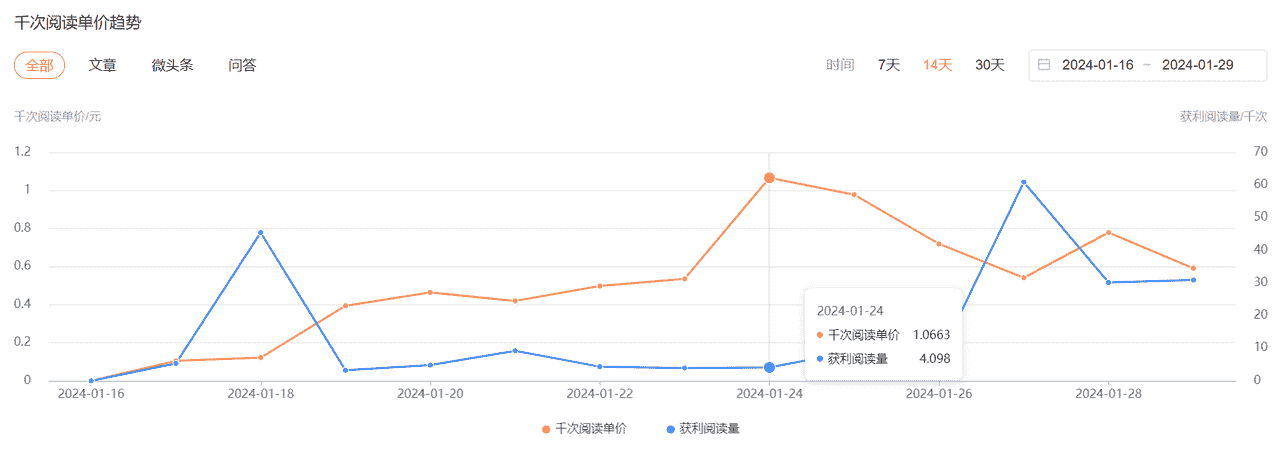 千次阅读单价趋势
全部 文章 微头条 问答 时间 7天 14天 30天 2024-01-16 ~ 2024-01-29
千次阅读单价/元 获利阅读量/千次
1.2 70
1 60
0.8 50
0.6 40
0.4 30
0.2 20
0 10
0
2024-01-24
千次阅读单价 1.0663
获利阅读量 4.098
2024-01-16 2024-01-18 2024-01-20 2024-01-22 2024-01-24 2024-01-26 2024-01-28
千次阅读单价 获利阅读量